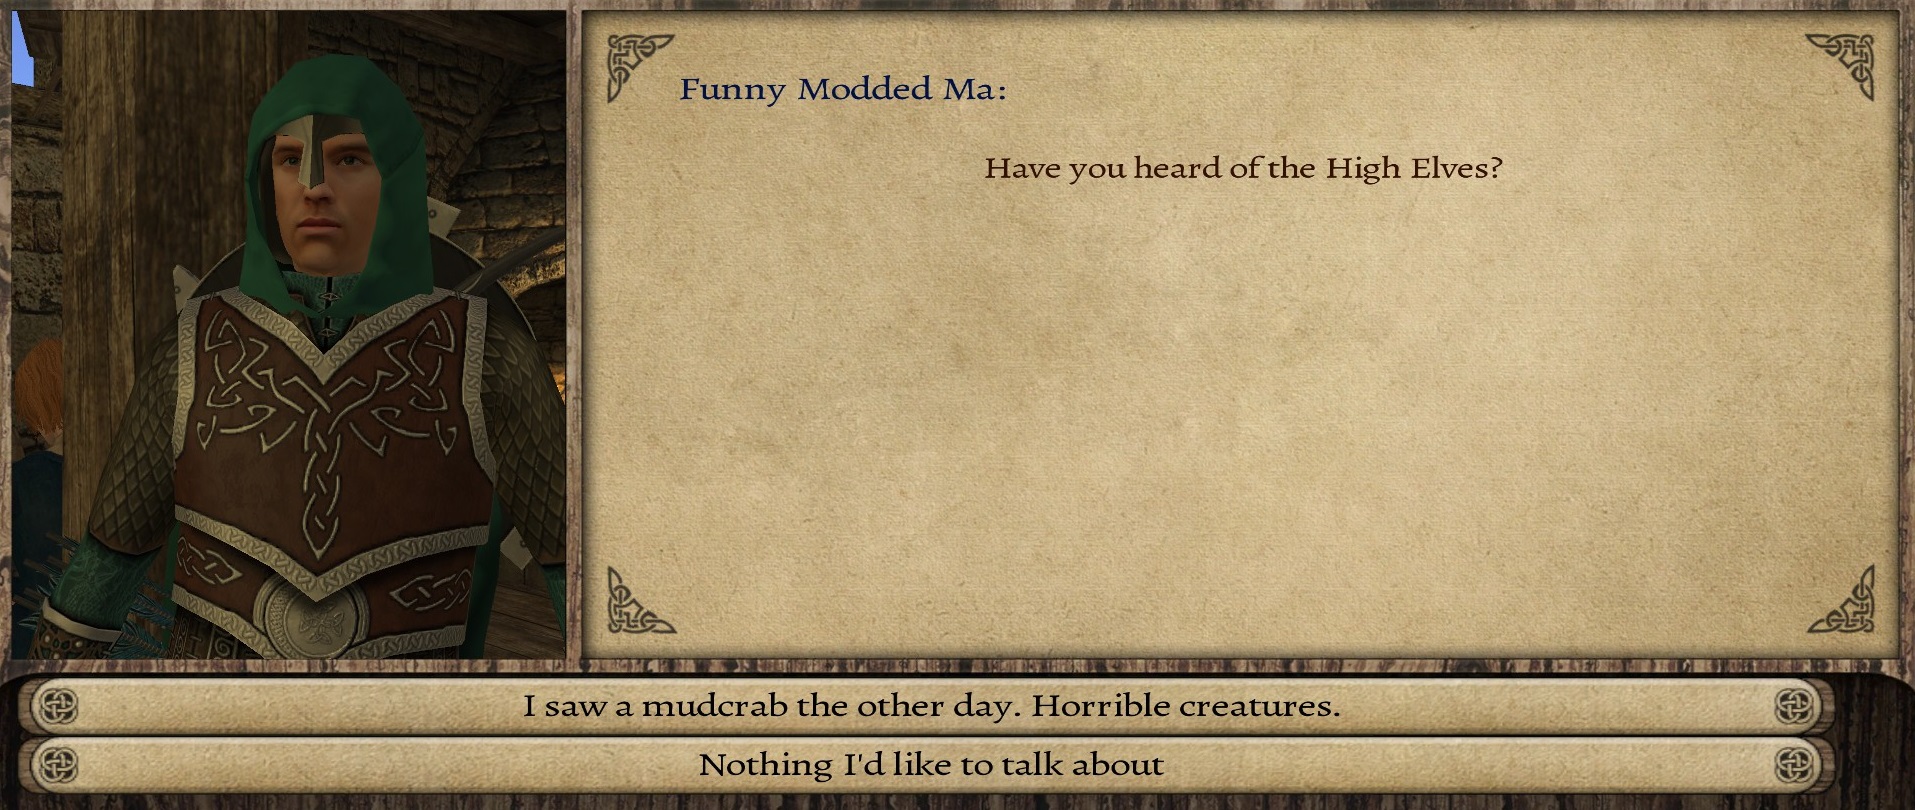 Funny Modded Ma:
Have you heard of the High Elves?
I saw a mudcrab the other day. Horrible creatures.
Nothing I'd like to talk about